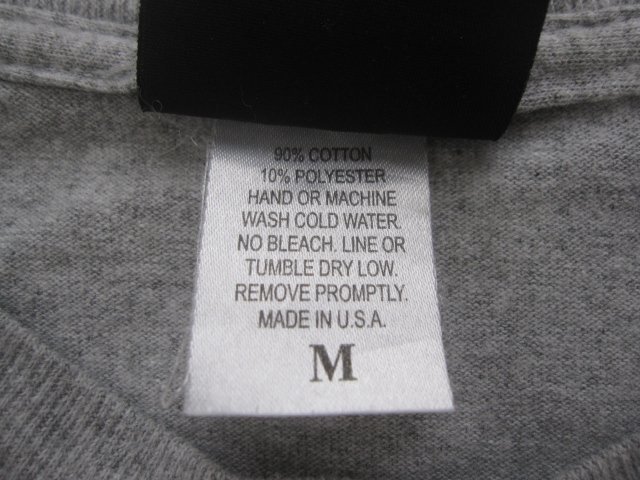 90% COTTON
10% POLYESTER
HAND OR MACHINE
WASH COLD WATER.
NO BLEACH. LINE OR
TUMBLE DRY LOW.
REMOVE PROMPTLY.
MADE IN U.S.A.
M